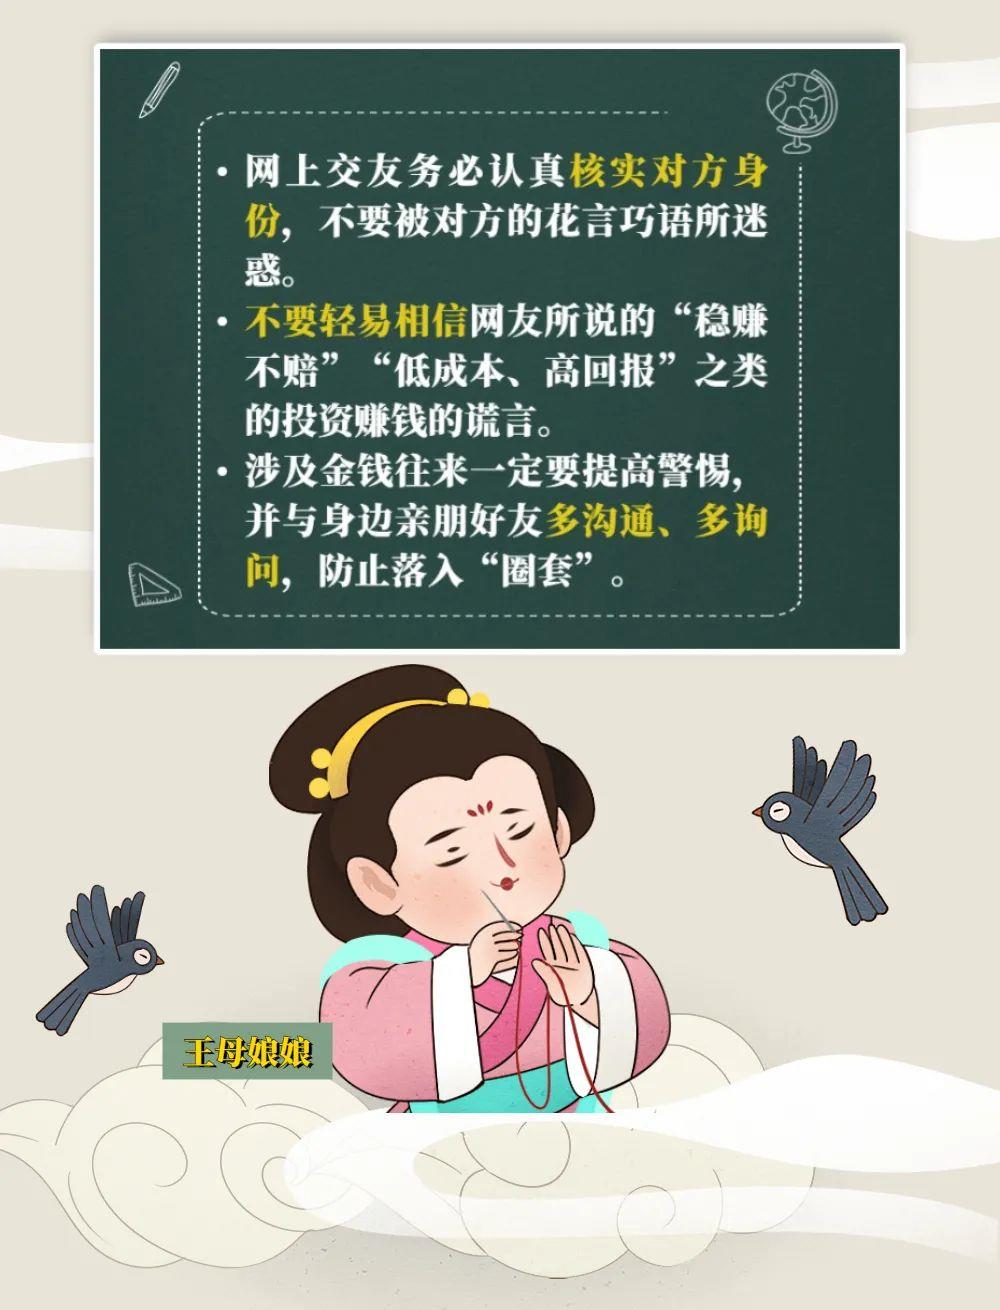 • 网上交友务必认真核实对方身
份，不要被对方的花言巧语所迷
惑。
• 不要轻易相信网友所说的“稳赚
不赔”“低成本、高回报”之类
的投资赚钱的谎言。
• 涉及金钱往来一定要提高警惕，
并与身边亲朋好友多沟通、多询
问，防止落入“圈套”。
王母娘娘